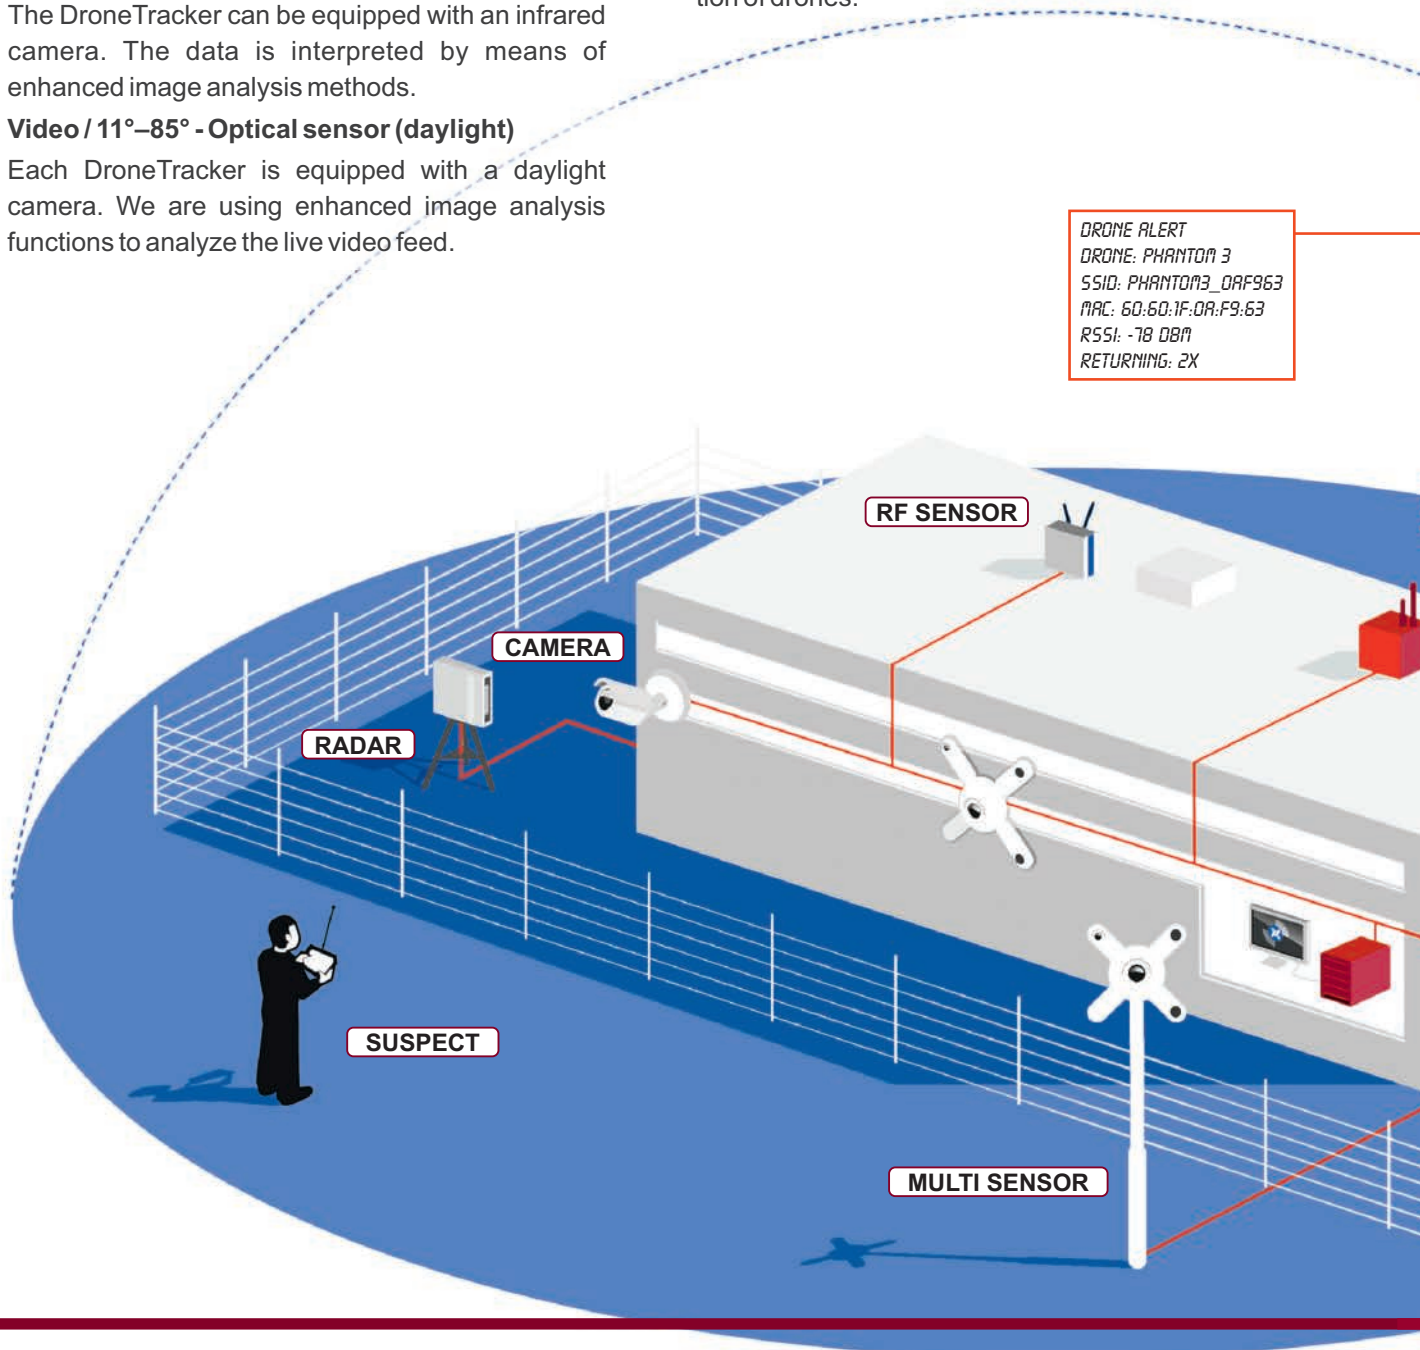 The DroneTracker can be equipped with an infrared
camera. The data is interpreted by means of
enhanced image analysis methods.
Video / 11°–85° - Optical sensor (daylight)
Each DroneTracker is equipped with a daylight
camera. We are using enhanced image analysis
functions to analyze the live video feed.
tion of drones.
DRONE ALERT
DRONE: PHANTOM 3
SSID: PHANTOM3_0AF963
MAC: 60:60:1F:0A:F9:63
RSSI: -78 DBM
RETURNING: 2X
RF SENSOR
CAMERA
RADAR
SUSPECT
MULTI SENSOR